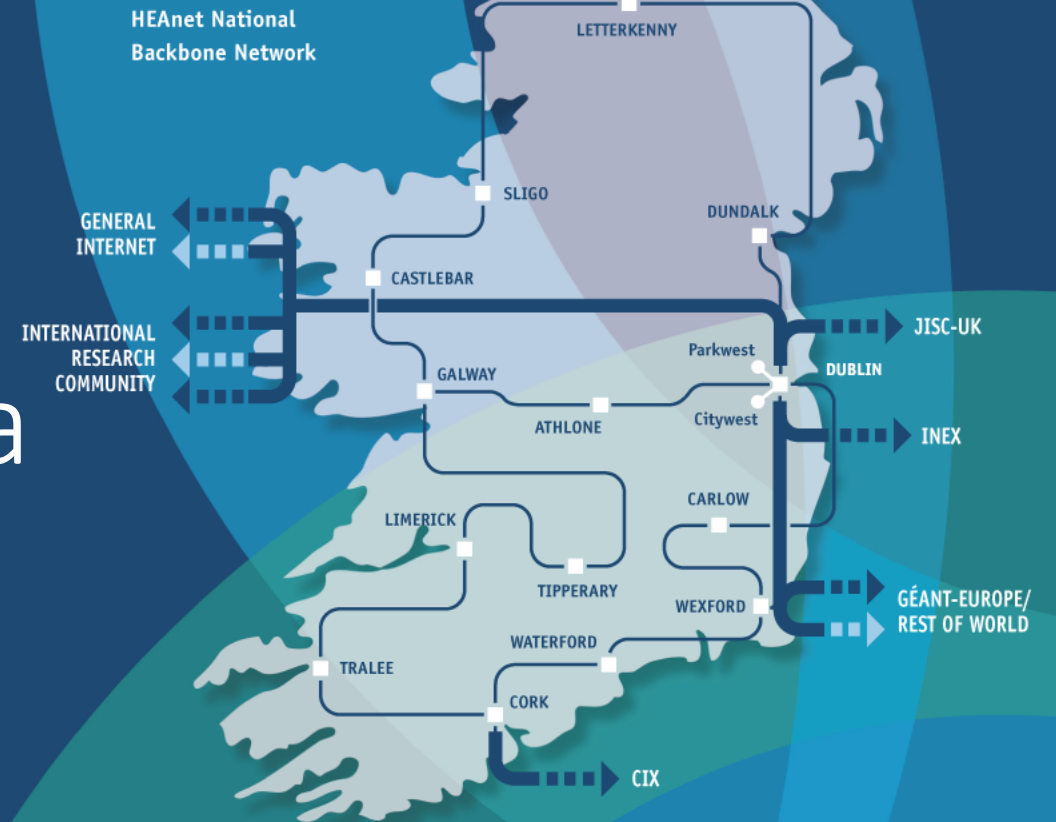 HEAnet National
Backbone Network
LETTERKENNY
SLIGO
DUNDALK
GENERAL
INTERNET
CASTLEBAR
INTERNATIONAL
RESEARCH
COMMUNITY
JISC-UK
Parkwest
DUBLIN
GALWAY
a
ATHLONE
Citywest
INEX
CARLOW
LIMERICK
TIPPERARY
WEXFORD
GÉANT-EUROPE/
REST OF WORLD
WATERFORD
TRALEE
CORK
CIX